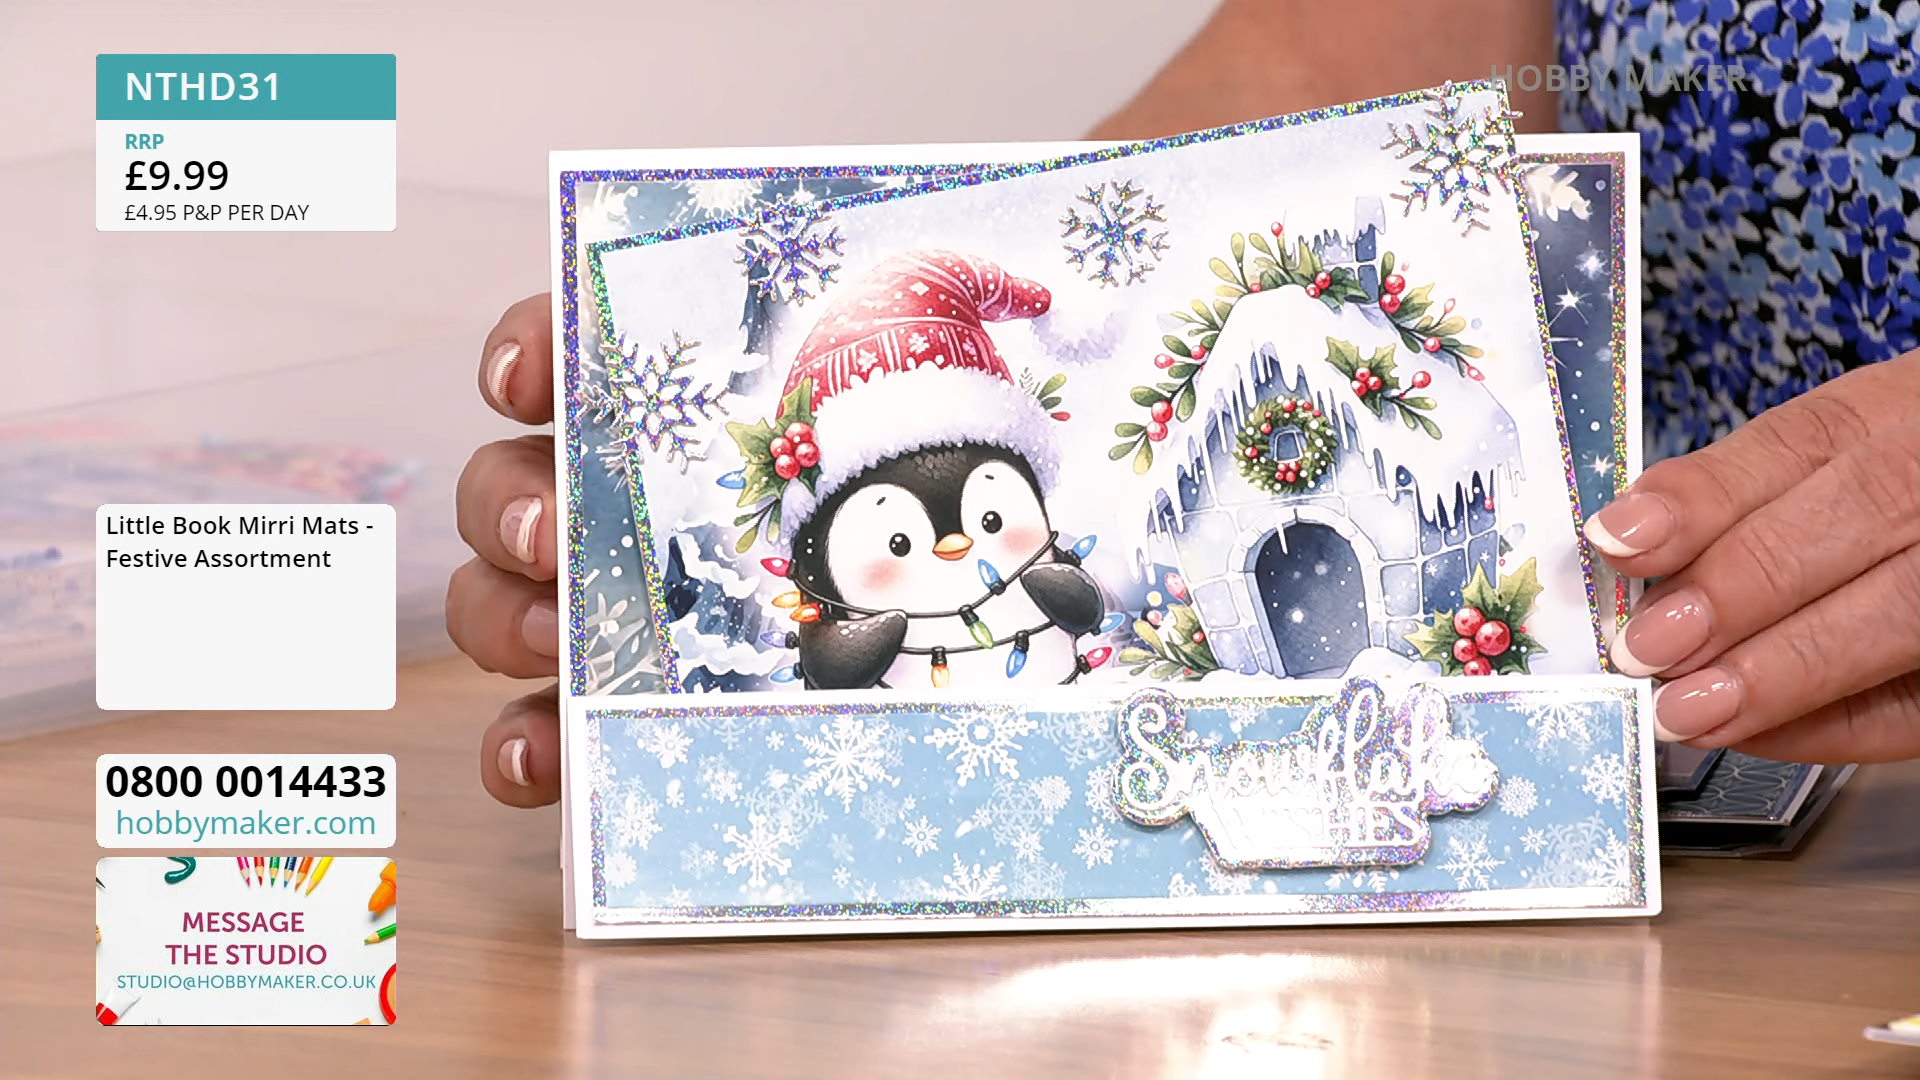 NTHD31
RRP
£9.99
£4.95 P&P PER DAY
HOBBY MAKER
Little Book Mirri Mats -
Festive Assortment
0800 0014433
hobbymaker.com
MESSAGE
THE STUDIO
STUDIO@HOBBYMAKER.CO.UK
Snowflake
WISHES